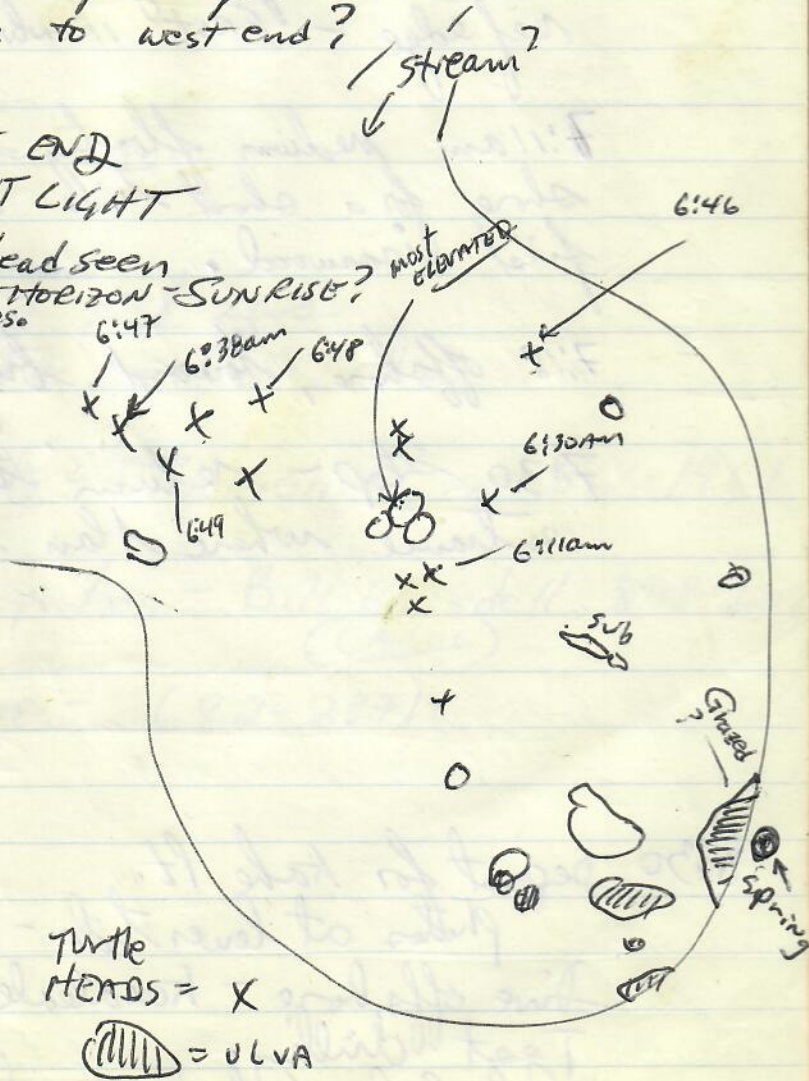 to west end?
stream?
END
LIGHT
ead seen
HORIZON - SUNRISE?
MOST
ELEVATED
6:46
6:47
6:38am
6:48
6:30AM
6:49
6:11am
sub
Grazed
?
spring
Turtle
HEADS = X
= ULVA